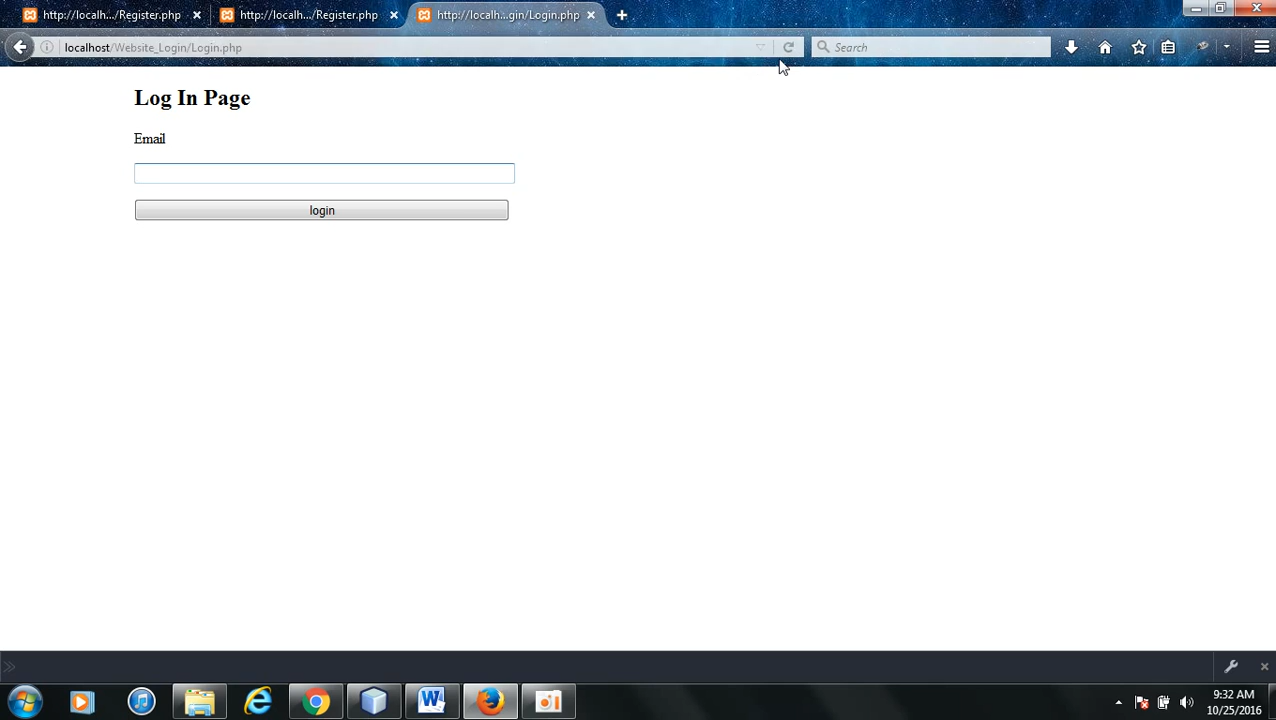 http://localh.../Register.php
http://localh.../Register.php
http://localh...gin/Login.php
localhost/Website_Login/Login.php
Search
Log In Page
Email
login
9:32 AM
10/25/2016